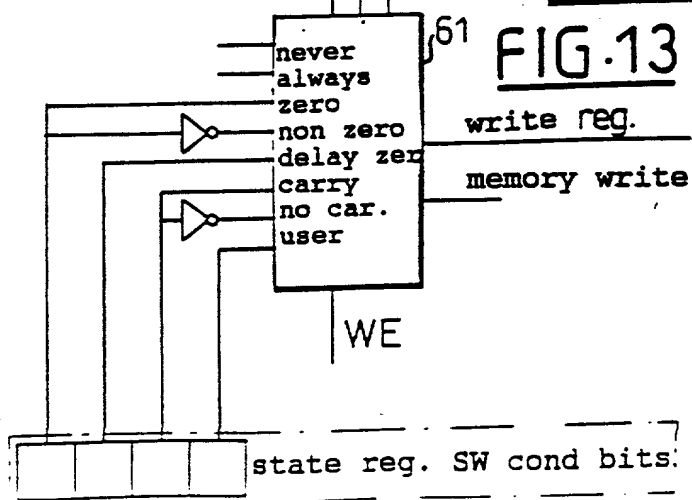 61
FIG.13
never
always
zero
non zero
delay zer
carry
no car.
user
write reg.
memory write
WE
state reg. SW cond bits